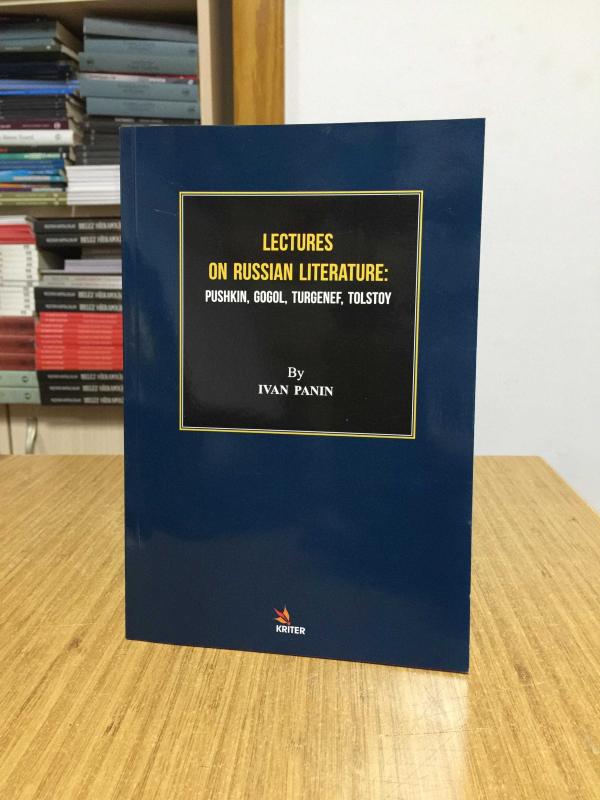 LECTURES
ON RUSSIAN LITERATURE:
PUSHKIN, GOGOL, TURGENEF, TOLSTOY
By
IVAN PANIN
KRITER